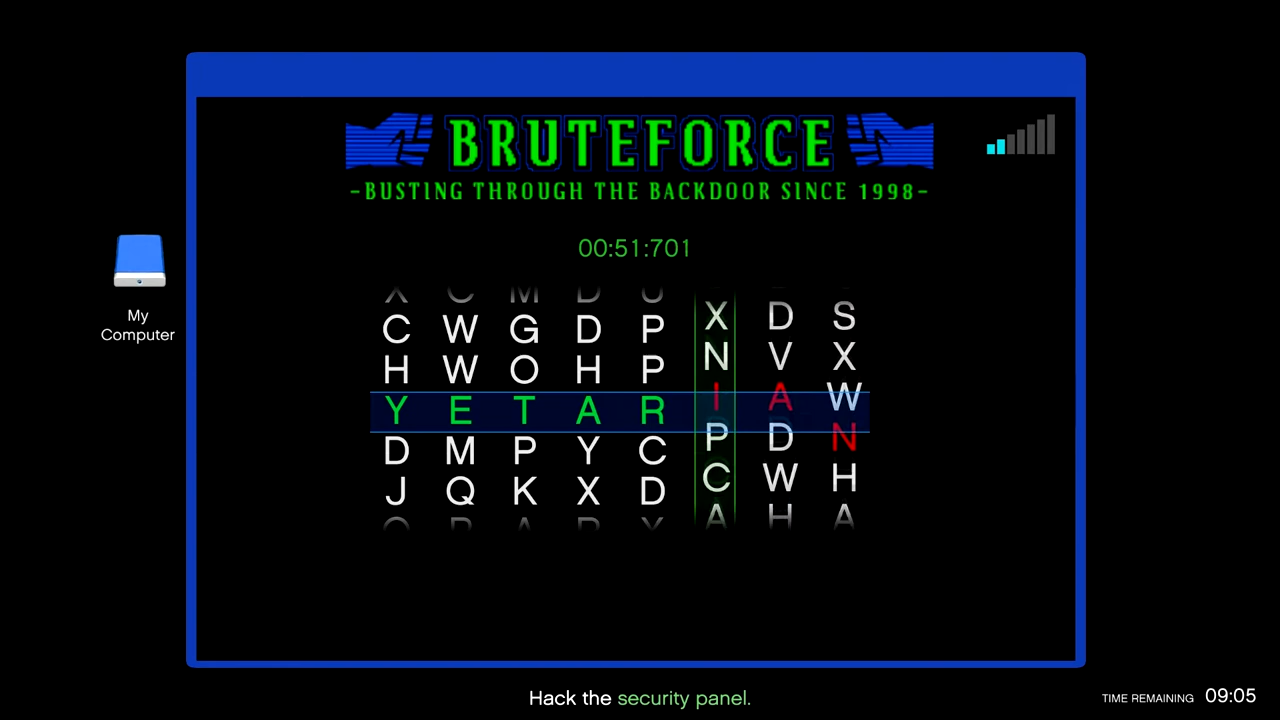 BRUTEFORCE
-BUSTING THROUGH THE BACKDOOR SINCE 1998-
00:51:701
My
Computer
X C M D U X D S
C W G D P N V X
H W O H P I A W
Y E T A R P D N
D M P Y C C W H
J Q K X D A H A
Hack the security panel.
TIME REMAINING 09:05